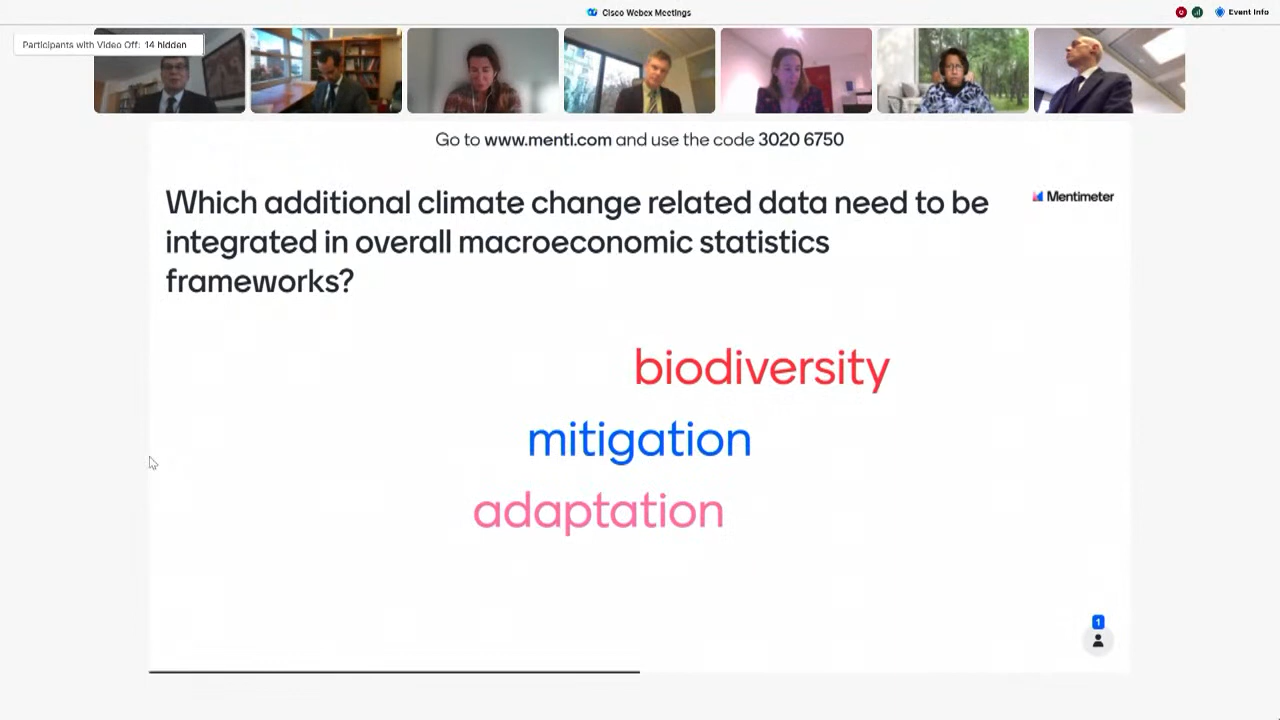 Cisco Webex Meetings
Event Info
Participants with Video Off: 14 hidden
Go to www.menti.com and use the code 3020 6750
Which additional climate change related data need to be
integrated in overall macroeconomic statistics
frameworks?
Mentimeter
biodiversity
mitigation
adaptation
1